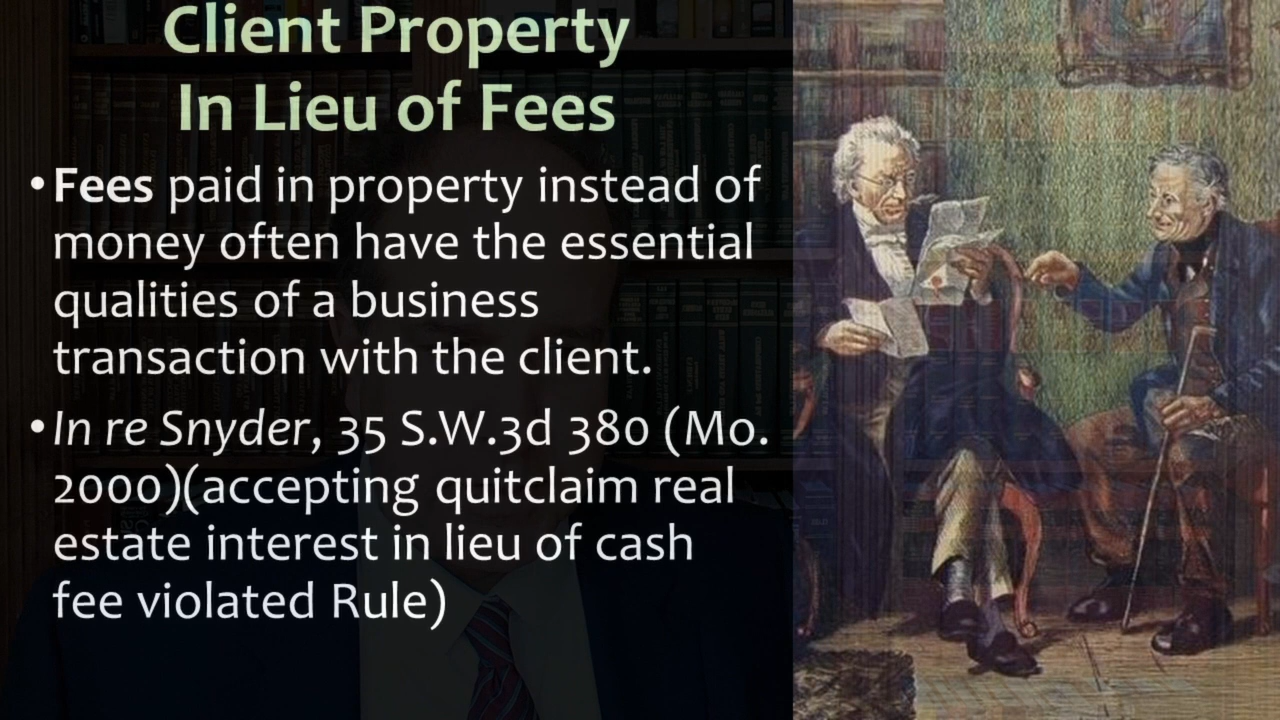 Client Property
In Lieu of Fees
•Fees paid in property instead of
money often have the essential
qualities of a business
transaction with the client.
•In re Snyder, 35 S.W.3d 380 (Mo.
2000)(accepting quitclaim real
estate interest in lieu of cash
fee violated Rule)